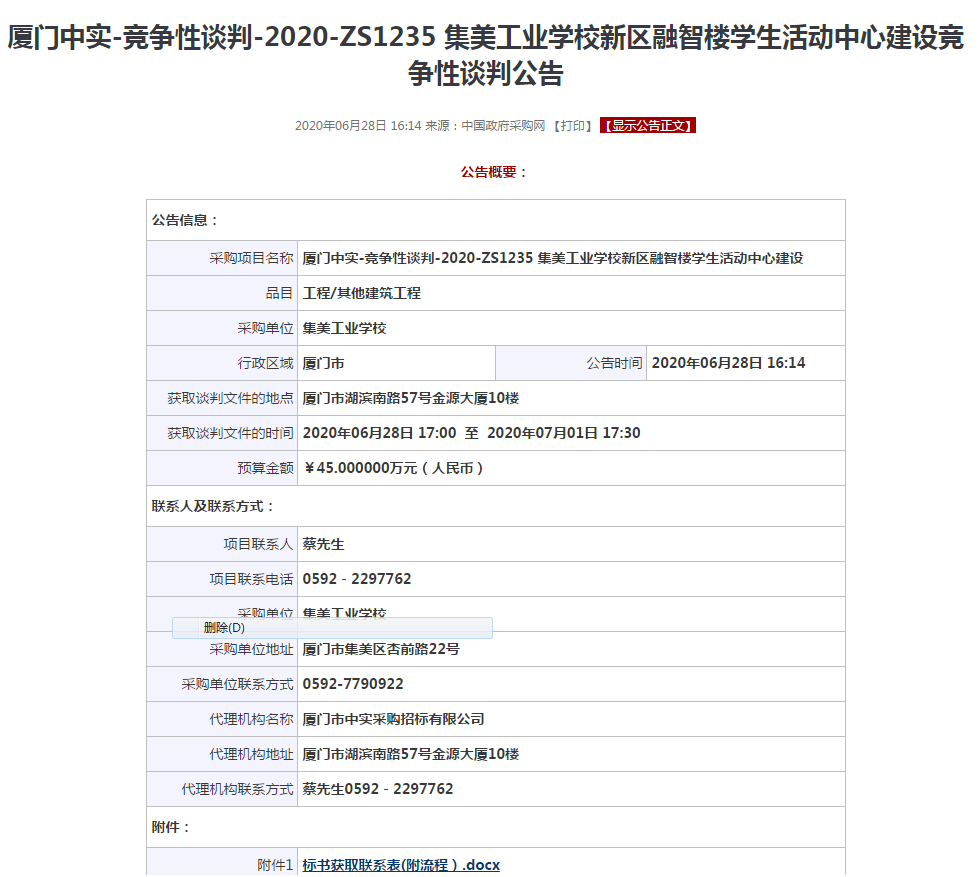 厦门中实-竞争性谈判-2020-ZS1235 集美工业学校新区融智楼学生活动中心建设竞
争性谈判公告
2020年06月28日 16:14 来源：中国政府采购网 【打印】 【显示公告正文】
公告概要：
公告信息：
采购项目名称 厦门中实-竞争性谈判-2020-ZS1235 集美工业学校新区融智楼学生活动中心建设
品目 工程/其他建筑工程
采购单位 集美工业学校
行政区域 厦门市 公告时间 2020年06月28日 16:14
获取谈判文件的地点 厦门市湖滨南路57号金源大厦10楼
获取谈判文件的时间 2020年06月28日 17:00 至 2020年07月01日 17:30
预算金额 ￥45.000000万元（人民币）
联系人及联系方式：
项目联系人 蔡先生
项目联系电话 0592－2297762
采购单位 集美工业学校
删除(D)
采购单位地址 厦门市集美区杏前路22号
采购单位联系方式 0592-7790922
代理机构名称 厦门市中实采购招标有限公司
代理机构地址 厦门市湖滨南路57号金源大厦10楼
代理机构联系方式 蔡先生0592－2297762
附件：
附件1 标书获取联系表(附流程）.docx